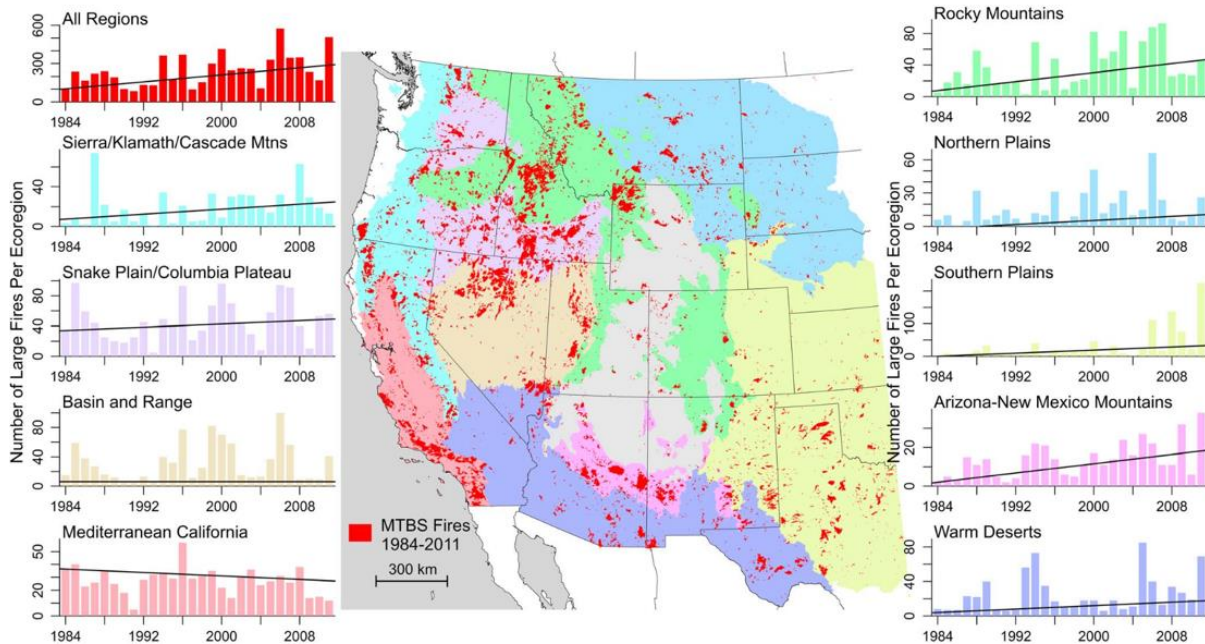 Number of Large Fires Per Ecoregion
All Regions
600
300
0
1984 1992 2000 2008
Sierra/Klamath/Cascade Mtns
40
0
1984 1992 2000 2008
Snake Plain/Columbia Plateau
80
40
0
1984 1992 2000 2008
Basin and Range
80
40
0
1984 1992 2000 2008
Mediterranean California
50
30
0
1984 1992 2000 2008
MTBS Fires
1984-2011
300 km
Number of Large Fires Per Ecoregion
Rocky Mountains
80
40
0
1984 1992 2000 2008
Northern Plains
60
30
0
1984 1992 2000 2008
Southern Plains
100
0
1984 1992 2000 2008
Arizona-New Mexico Mountains
20
0
1984 1992 2000 2008
Warm Deserts
80
40
0
1984 1992 2000 2008